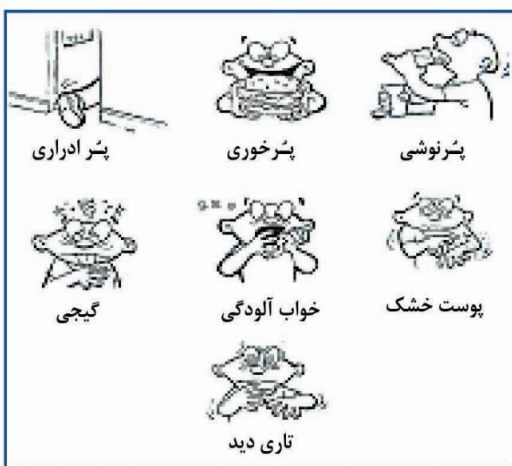 پُرنوشی
پُرخوری
پُر ادراری
پوست خشک
خواب آلودگی
گیجی
تاری دید